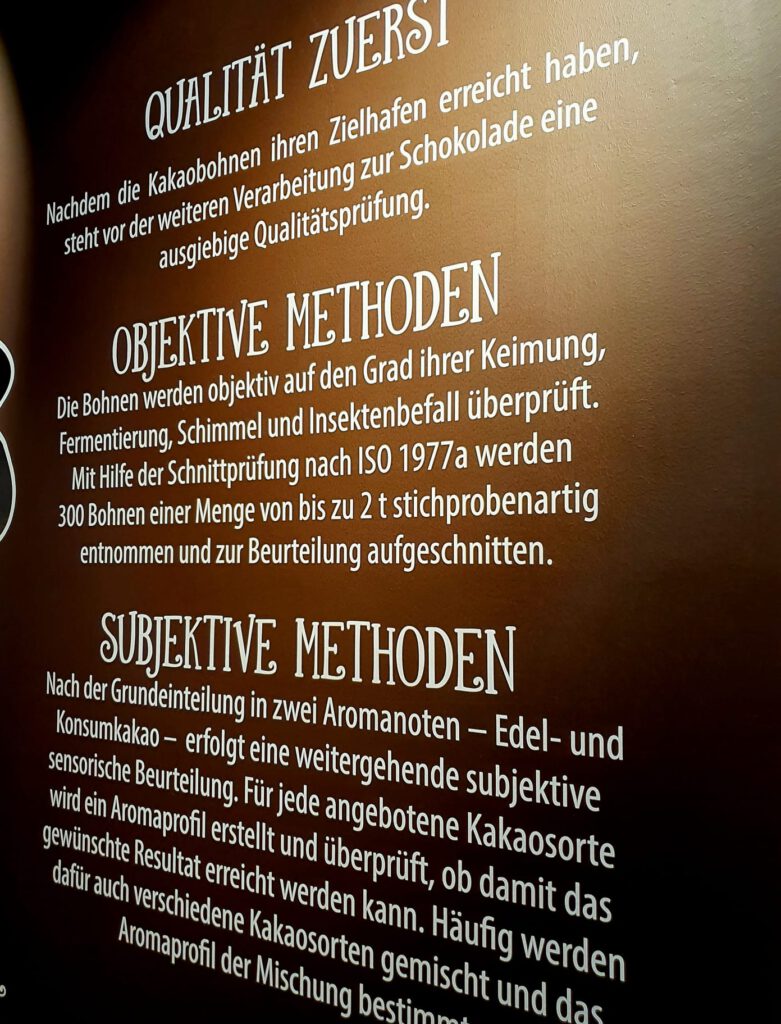 QUALITÄT ZUERST
Nachdem die Kakaobohnen ihren Zielhafen erreicht haben,
steht vor der weiteren Verarbeitung zur Schokolade eine
ausgiebige Qualitätsprüfung.
OBJEKTIVE METHODEN
Die Bohnen werden objektiv auf den Grad ihrer Keimung,
Fermentierung, Schimmel und Insektenbefall überprüft.
Mit Hilfe der Schnittprüfung nach ISO 1977a werden
300 Bohnen einer Menge von bis zu 2 t stichprobenartig
entnommen und zur Beurteilung aufgeschnitten.
SUBJEKTIVE METHODEN
Nach der Grundeinteilung in zwei Aromanoten – Edel- und
Konsumkakao – erfolgt eine weitergehende subjektive
sensorische Beurteilung. Für jede angebotene Kakaosorte
wird ein Aromaprofil erstellt und überprüft, ob damit das
gewünschte Resultat erreicht werden kann. Häufig werden
dafür auch verschiedene Kakaosorten gemischt und das
Aromaprofil der Mischung bestimmt